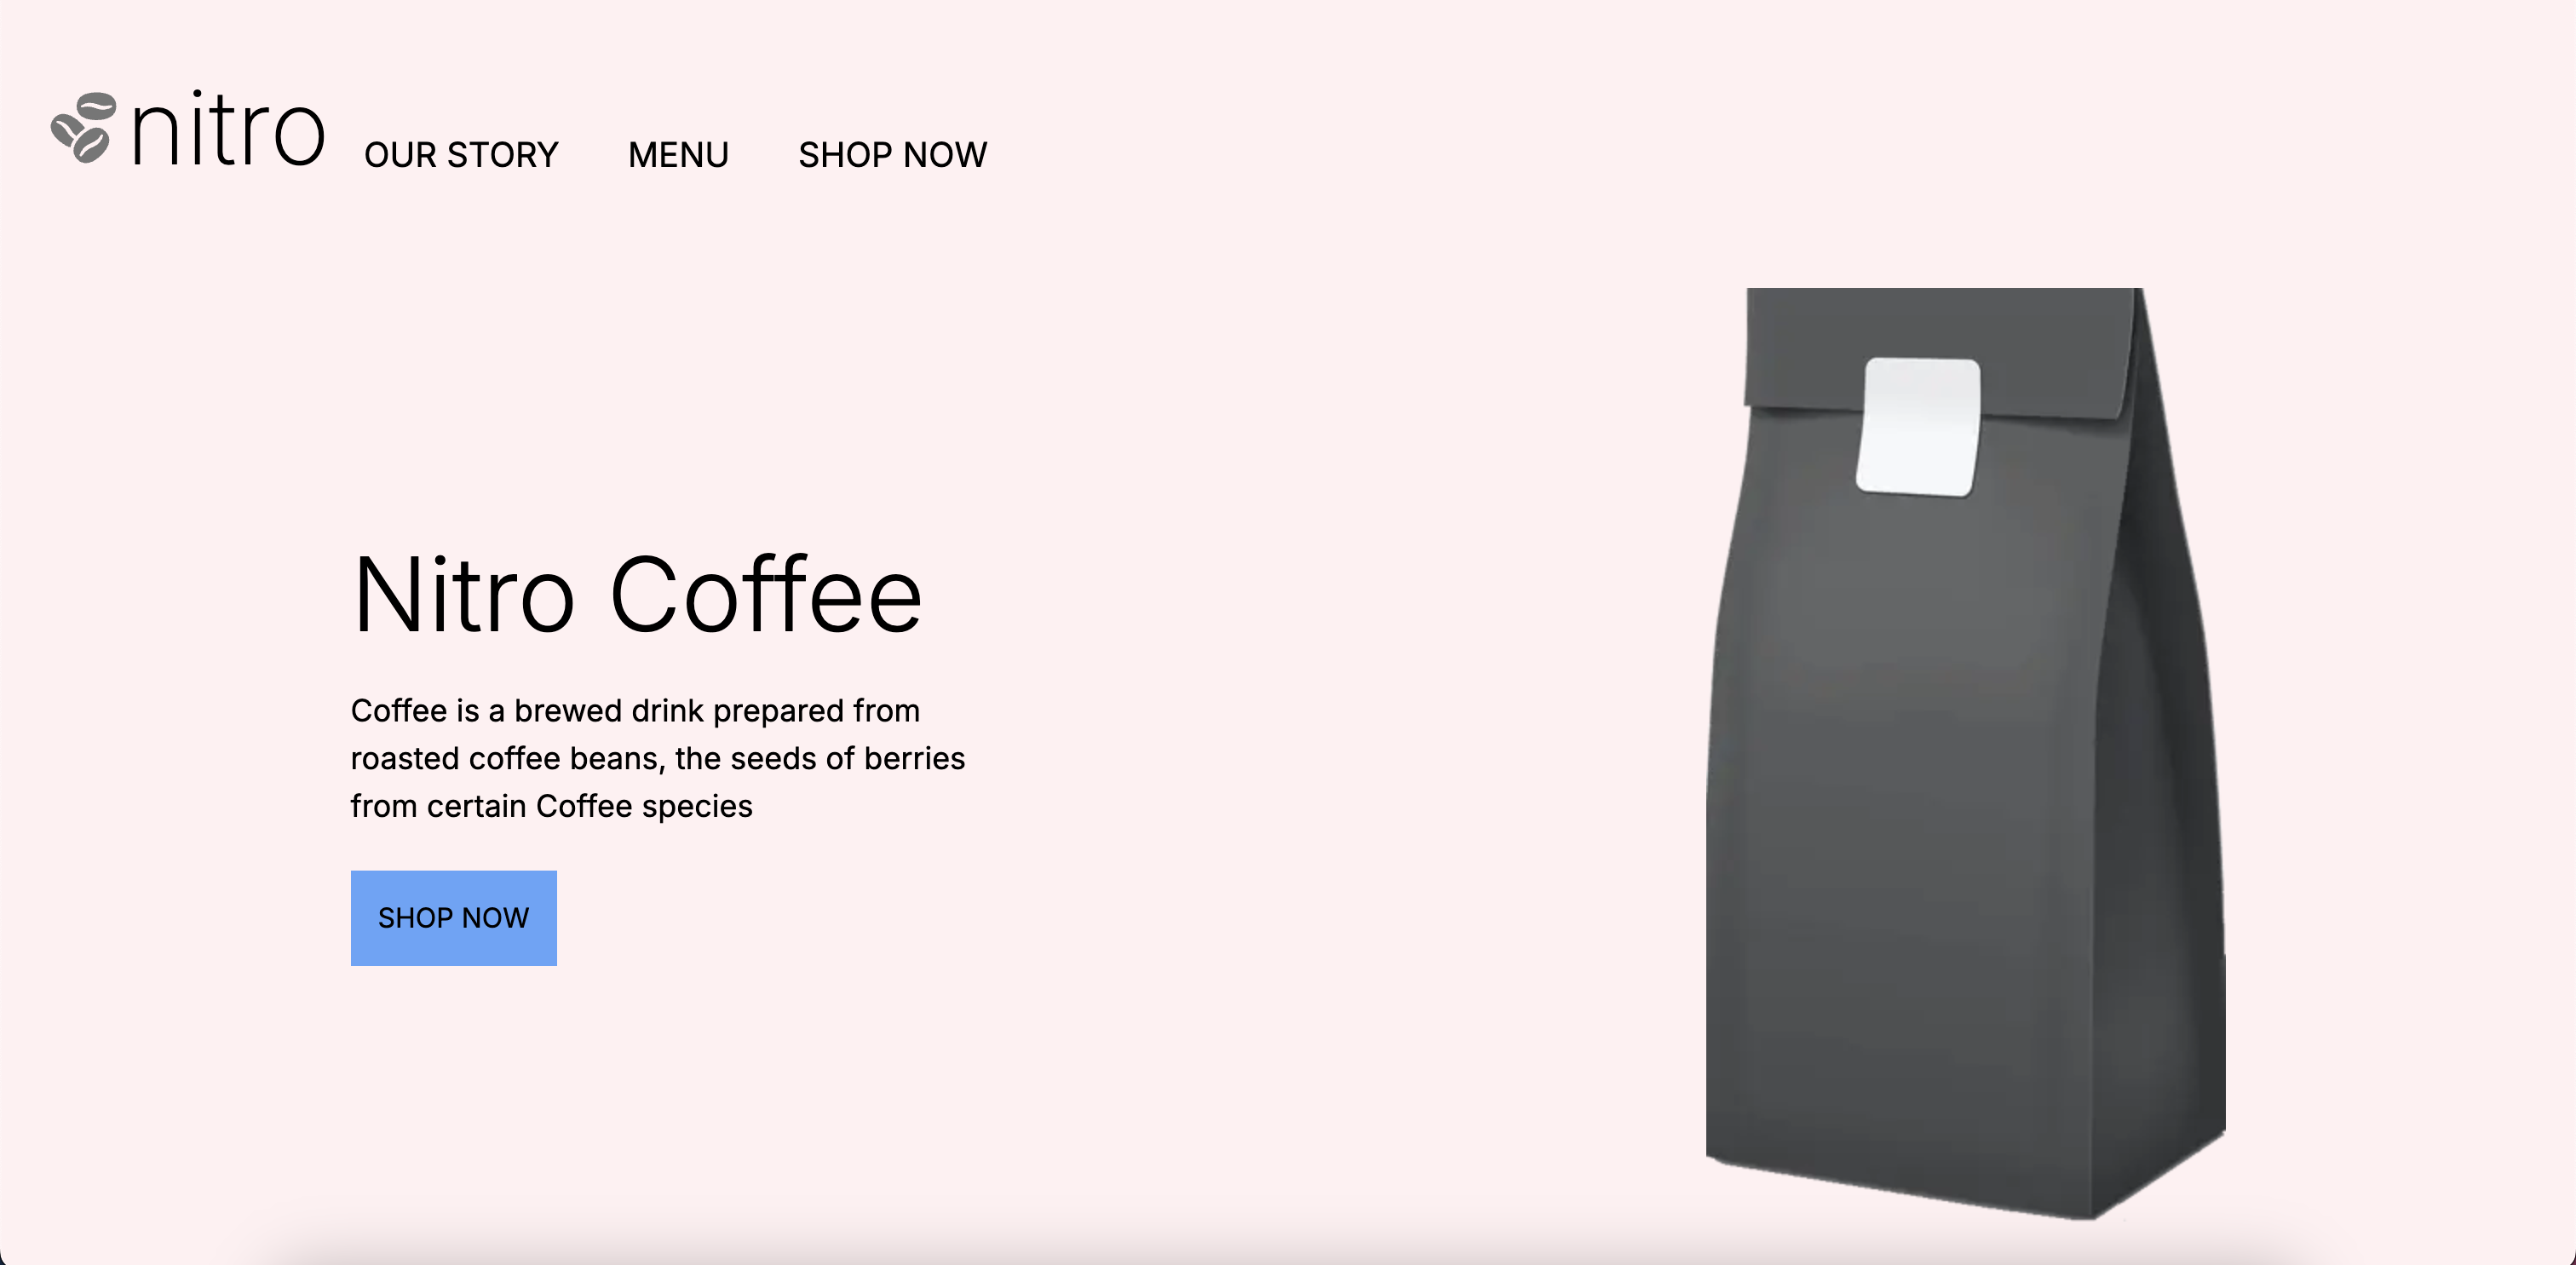 nitro
OUR STORY MENU SHOP NOW
Nitro Coffee
Coffee is a brewed drink prepared from
roasted coffee beans, the seeds of berries
from certain Coffee species
SHOP NOW